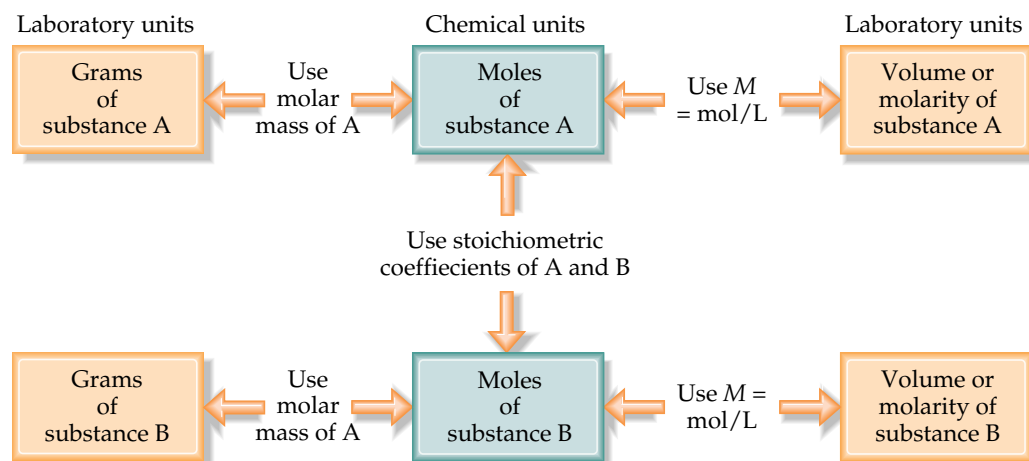 Laboratory units
Chemical units
Laboratory units
Grams
of
substance A
Use
molar
mass of A
Moles
of
substance A
Use M
= mol/L
Volume or
molarity of
substance A
Use stoichiometric
coeffiecients of A and B
Grams
of
substance B
Use
molar
mass of A
Moles
of
substance B
Use M =
mol/L
Volume or
molarity of
substance B